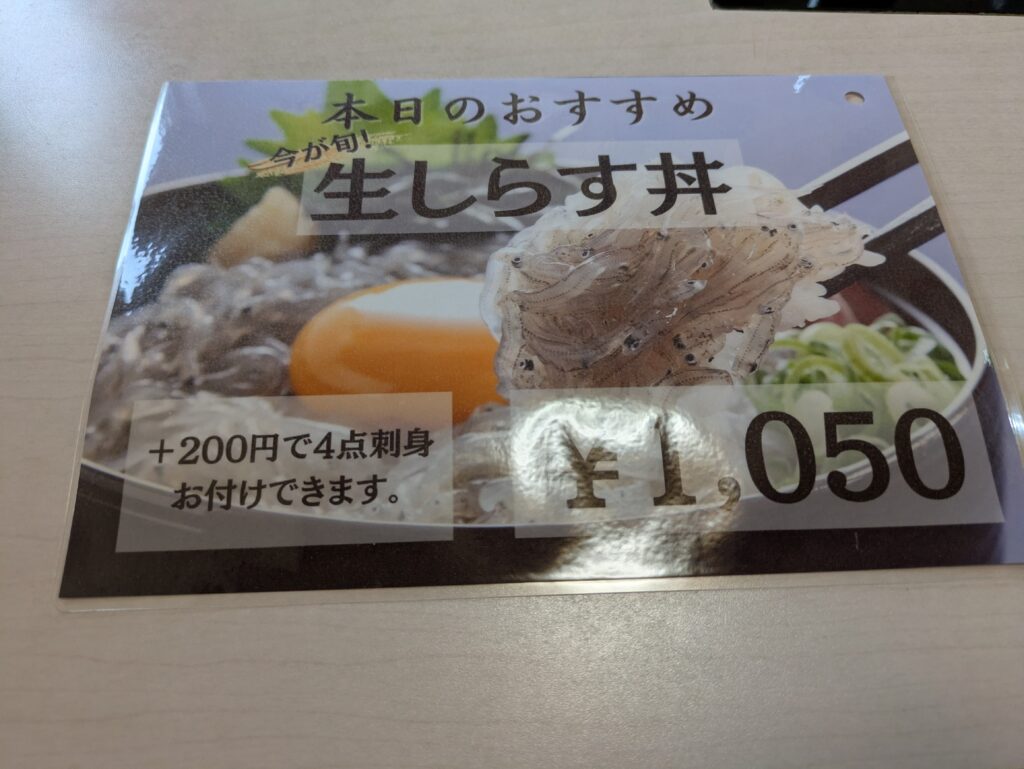 本日のおすすめ
今が旬!
生しらす丼
+200円で4点刺身
お付けできます。
¥1,050